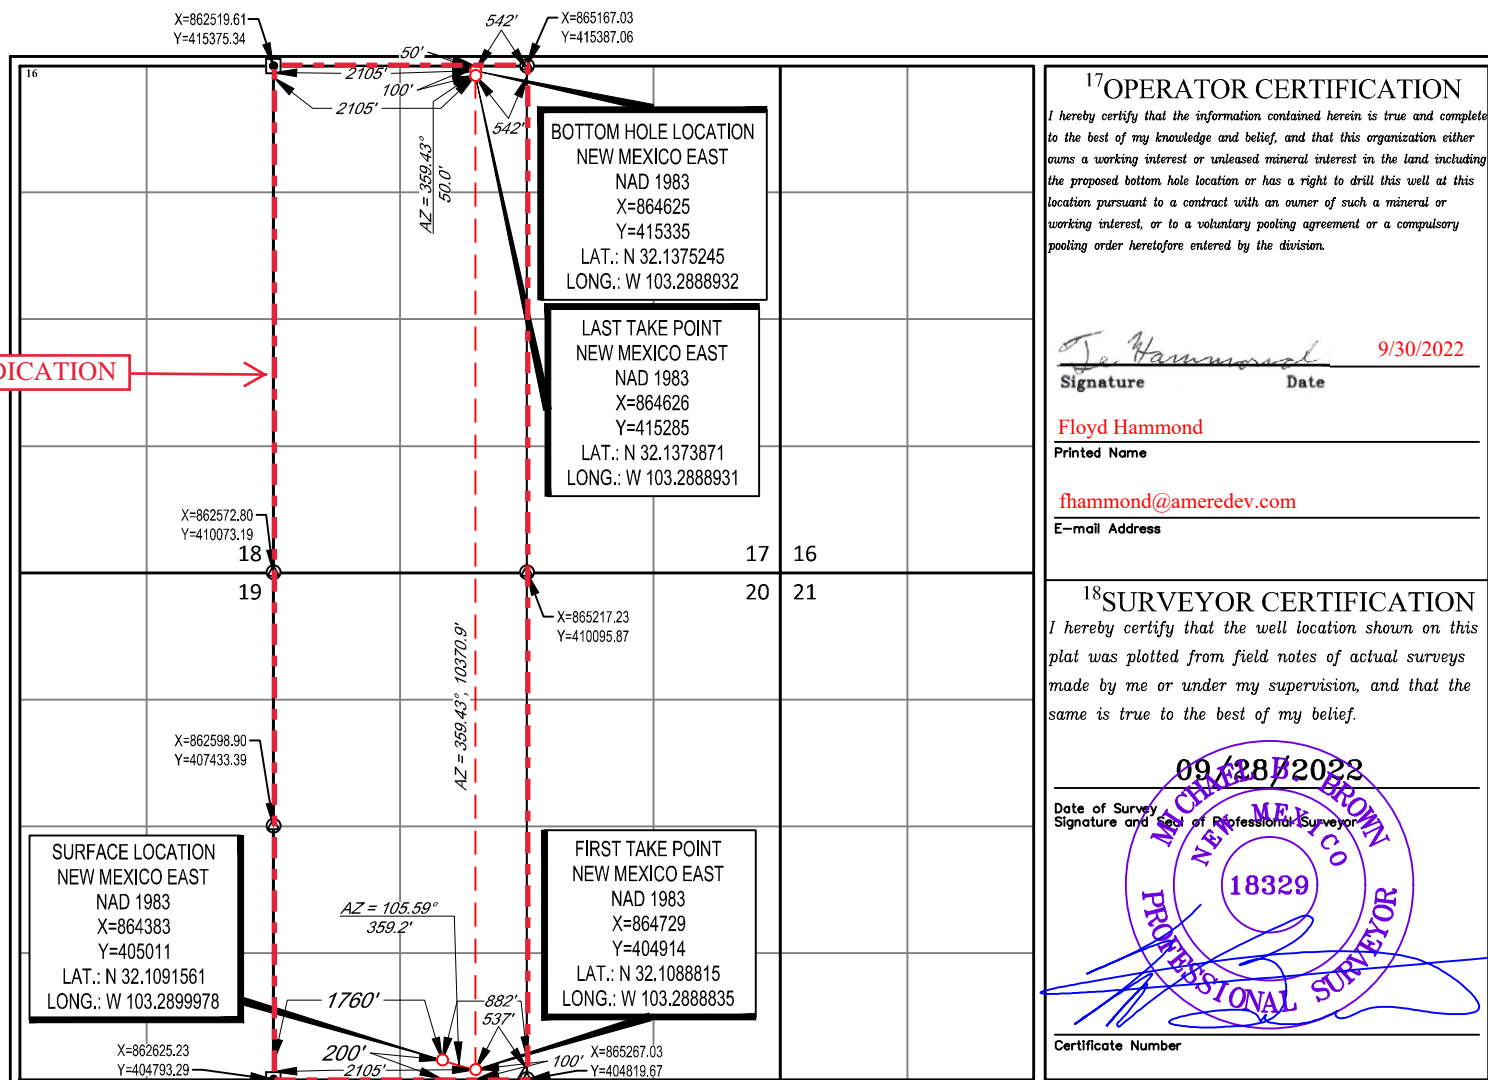 X=862519.61
Y=415375.34
542'
X=865167.03
Y=415387.06
16
50'
2105'
100'
2105'
542'
AZ = 359.43°
50.0'
BOTTOM HOLE LOCATION
NEW MEXICO EAST
NAD 1983
X=864625
Y=415335
LAT.: N 32.1375245
LONG.: W 103.2888932
LAST TAKE POINT
NEW MEXICO EAST
NAD 1983
X=864626
Y=415285
LAT.: N 32.1373871
LONG.: W 103.2888931
DICATION
X=862572.80
Y=410073.19
18
17
16
19
20
21
X=865217.23
Y=410095.87
AZ = 359.43°, 10370.9'
X=862598.90
Y=407433.39
SURFACE LOCATION
NEW MEXICO EAST
NAD 1983
X=864383
Y=405011
LAT.: N 32.1091561
LONG.: W 103.2899978
AZ = 105.59°
359.2'
FIRST TAKE POINT
NEW MEXICO EAST
NAD 1983
X=864729
Y=404914
LAT.: N 32.1088815
LONG.: W 103.2888835
1760'
882'
537'
200'
2105'
100'
X=862625.23
Y=404793.29
X=865267.03
Y=404819.67
17OPERATOR CERTIFICATION
I hereby certify that the information contained herein is true and complete
to the best of my knowledge and belief, and that this organization either
owns a working interest or unleased mineral interest in the land including
the proposed bottom hole location or has a right to drill this well at this
location pursuant to a contract with an owner of such a mineral or
working interest, or to a voluntary pooling agreement or a compulsory
pooling order heretofore entered by the division.
Hammond
9/30/2022
Signature Date
Floyd Hammond
Printed Name
fhammond@ameredev.com
E-mail Address
18SURVEYOR CERTIFICATION
I hereby certify that the well location shown on this
plat was plotted from field notes of actual surveys
made by me or under my supervision, and that the
same is true to the best of my belief.
09/28/2022
Date of Survey
Signature and Seal of Professional Surveyor
MICHAEL B. BROWN
NEW MEXICO
18329
PROFESSIONAL SURVEYOR
Certificate Number